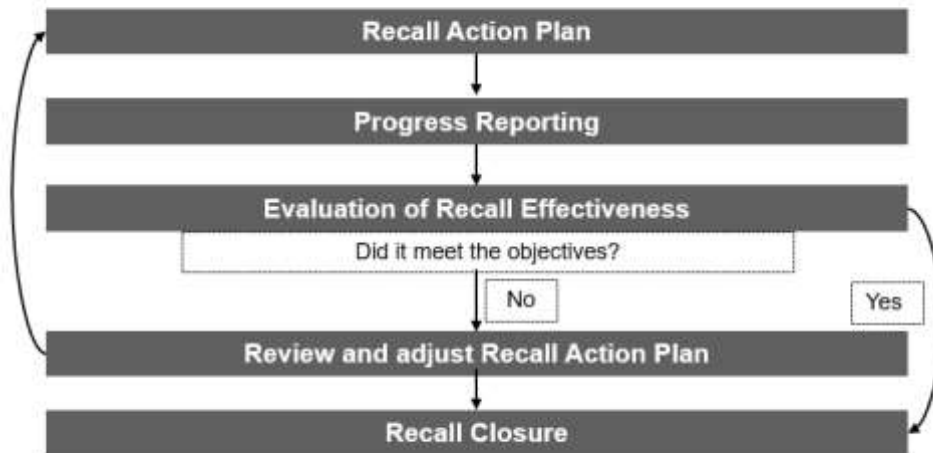 Recall Action Plan
Progress Reporting
Evaluation of Recall Effectiveness
Did it meet the objectives?
No
Yes
Review and adjust Recall Action Plan
Recall Closure